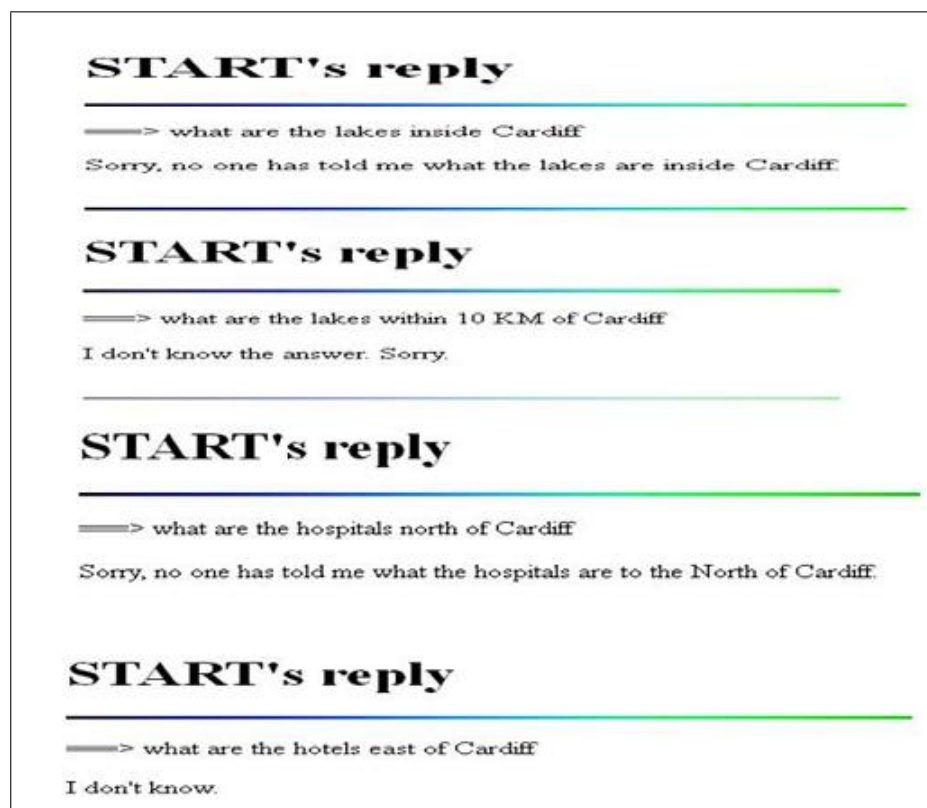 START's reply
===> what are the lakes inside Cardiff
Sorry, no one has told me what the lakes are inside Cardiff.
START's reply
===> what are the lakes within 10 KM of Cardiff
I don't know the answer. Sorry.
START's reply
===> what are the hospitals north of Cardiff
Sorry, no one has told me what the hospitals are to the North of Cardiff.
START's reply
===> what are the hotels east of Cardiff
I don't know.